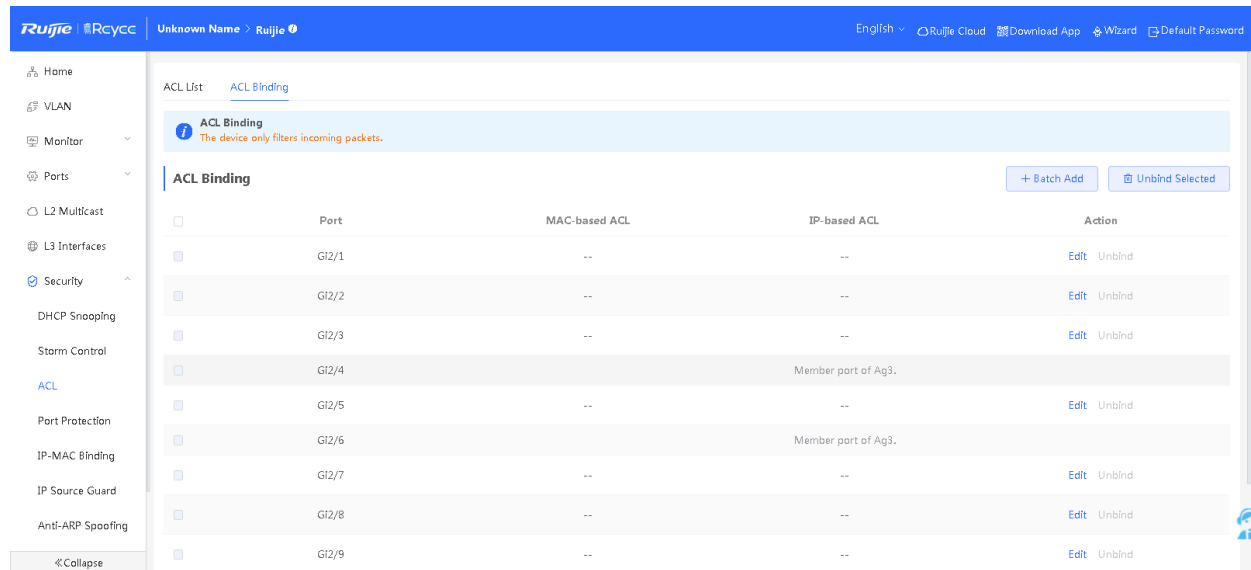 Ruijie | Rcycc Unknown Name > Ruijie English Ruijie Cloud Download App Wizard Default Password
Home
VLAN
Monitor
Ports
L2 Multicast
L3 Interfaces
Security
DHCP Snooping
Storm Control
ACL
Port Protection
IP-MAC Binding
IP Source Guard
Anti-ARP Spoofing
«Collapse
ACL List ACL Binding
i ACL Binding
The device only filters incoming packets.
ACL Binding + Batch Add Unbind Selected
Port MAC-based ACL IP-based ACL Action
Gi2/1 -- -- Edit Unbind
Gi2/2 -- -- Edit Unbind
Gi2/3 -- -- Edit Unbind
Gi2/4 Member port of Ag3.
Gi2/5 -- -- Edit Unbind
Gi2/6 Member port of Ag3.
Gi2/7 -- -- Edit Unbind
Gi2/8 -- -- Edit Unbind
Gi2/9 -- -- Edit Unbind